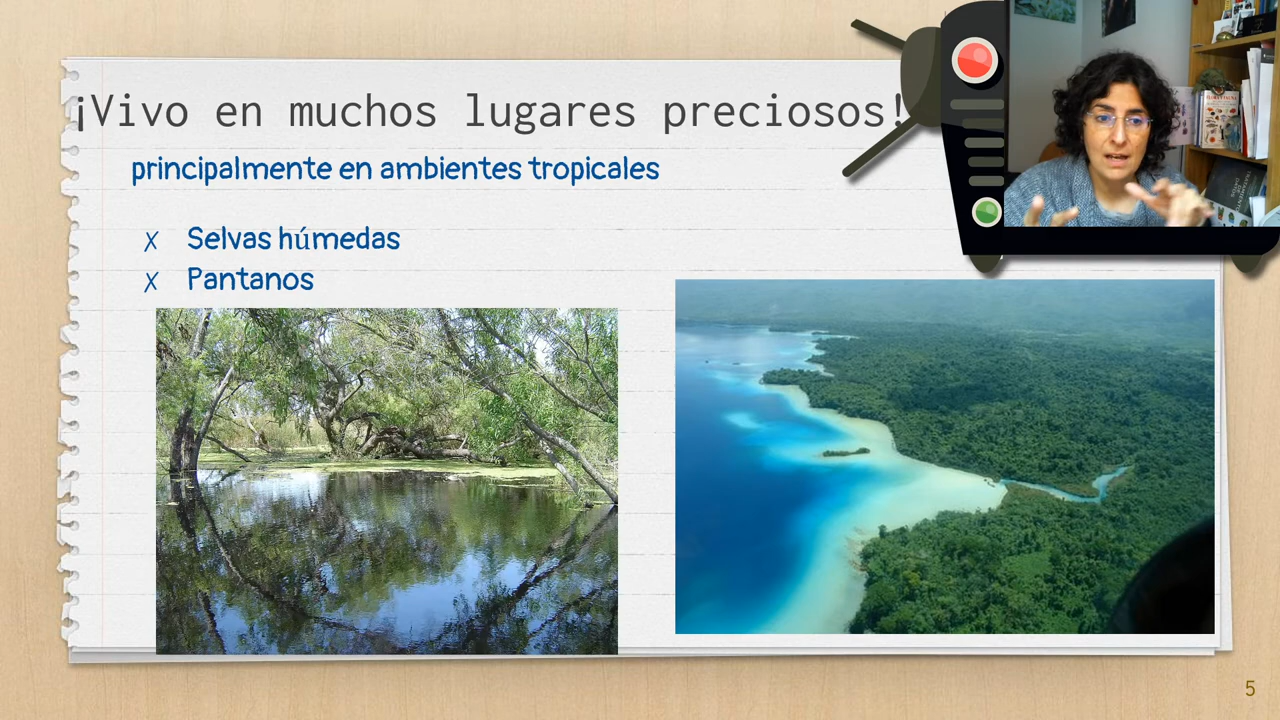 ¡Vivo en muchos lugares preciosos!
principalmente en ambientes tropicales
X Selvas húmedas
X Pantanos
5